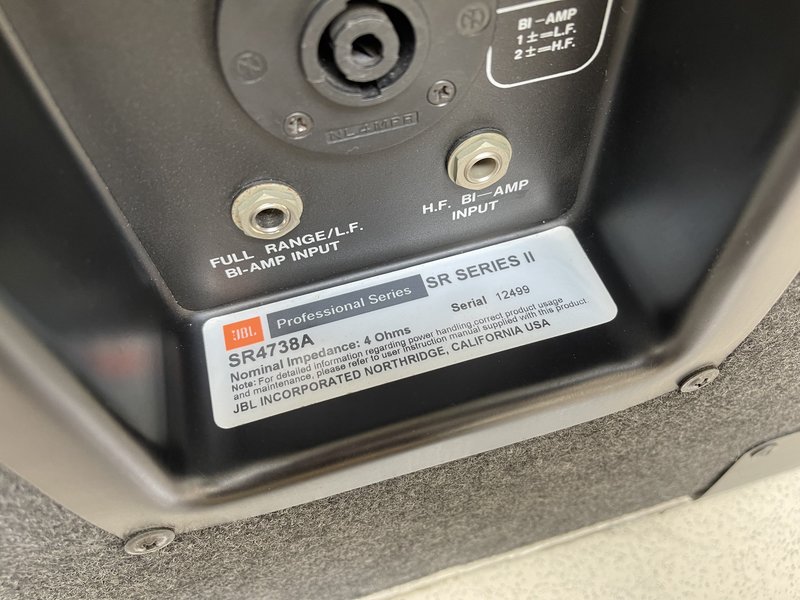 BI-AMP
1±=L.F.
2±=H.F.
NL4MPR
H.F. BI-AMP
INPUT
FULL RANGE/L.F.
BI-AMP INPUT
JBL Professional Series SR SERIES II
SR4738A Serial 12499
Nominal Impedance: 4 Ohms
Note: For detailed information regarding power handling,correct product usage
and maintenance, please refer to user instruction manual supplied with this product
JBL INCORPORATED NORTHRIDGE, CALIFORNIA USA